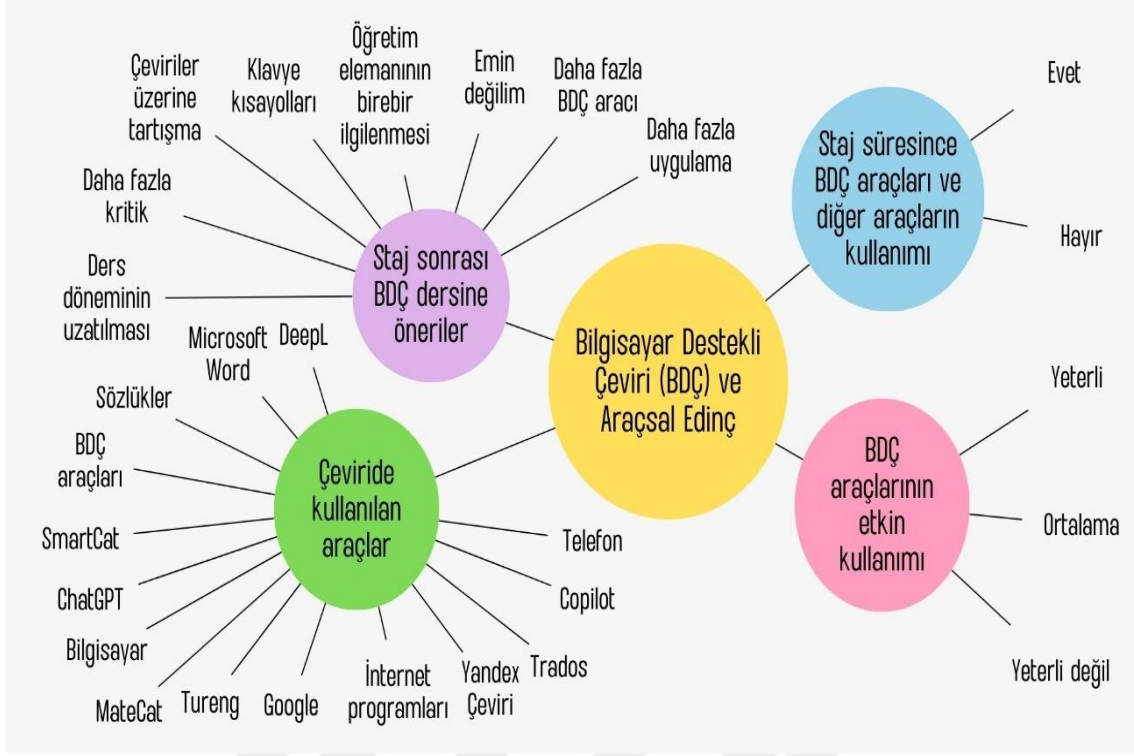 Çeviriler
üzerine
tartışma
Klavye
kısayolları
Öğretim
elemanının
birebir
ilgilenmesi
Emin
değilim
Daha fazla
BDÇ aracı
Daha fazla
uygulama
Daha fazla
kritik
Ders
döneminin
uzatılması
Staj sonrası
BDÇ dersine
öneriler
Evet
Staj süresince
BDÇ araçları ve
diğer araçların
kullanımı
Hayır
Bilgisayar Destekli
Çeviri (BDÇ) ve
Araçsal Edinç
Microsoft
Word
DeepL
Sözlükler
BDÇ
araçları
SmartCat
ChatGPT
Bilgisayar
MateCat
Tureng
Google
İnternet
programları
Yandex
Çeviri
Trados
Copilot
Telefon
Çeviride
kullanılan
araçlar
Yeterli
BDÇ
araçlarının
etkin
kullanımı
Ortalama
Yeterli değil